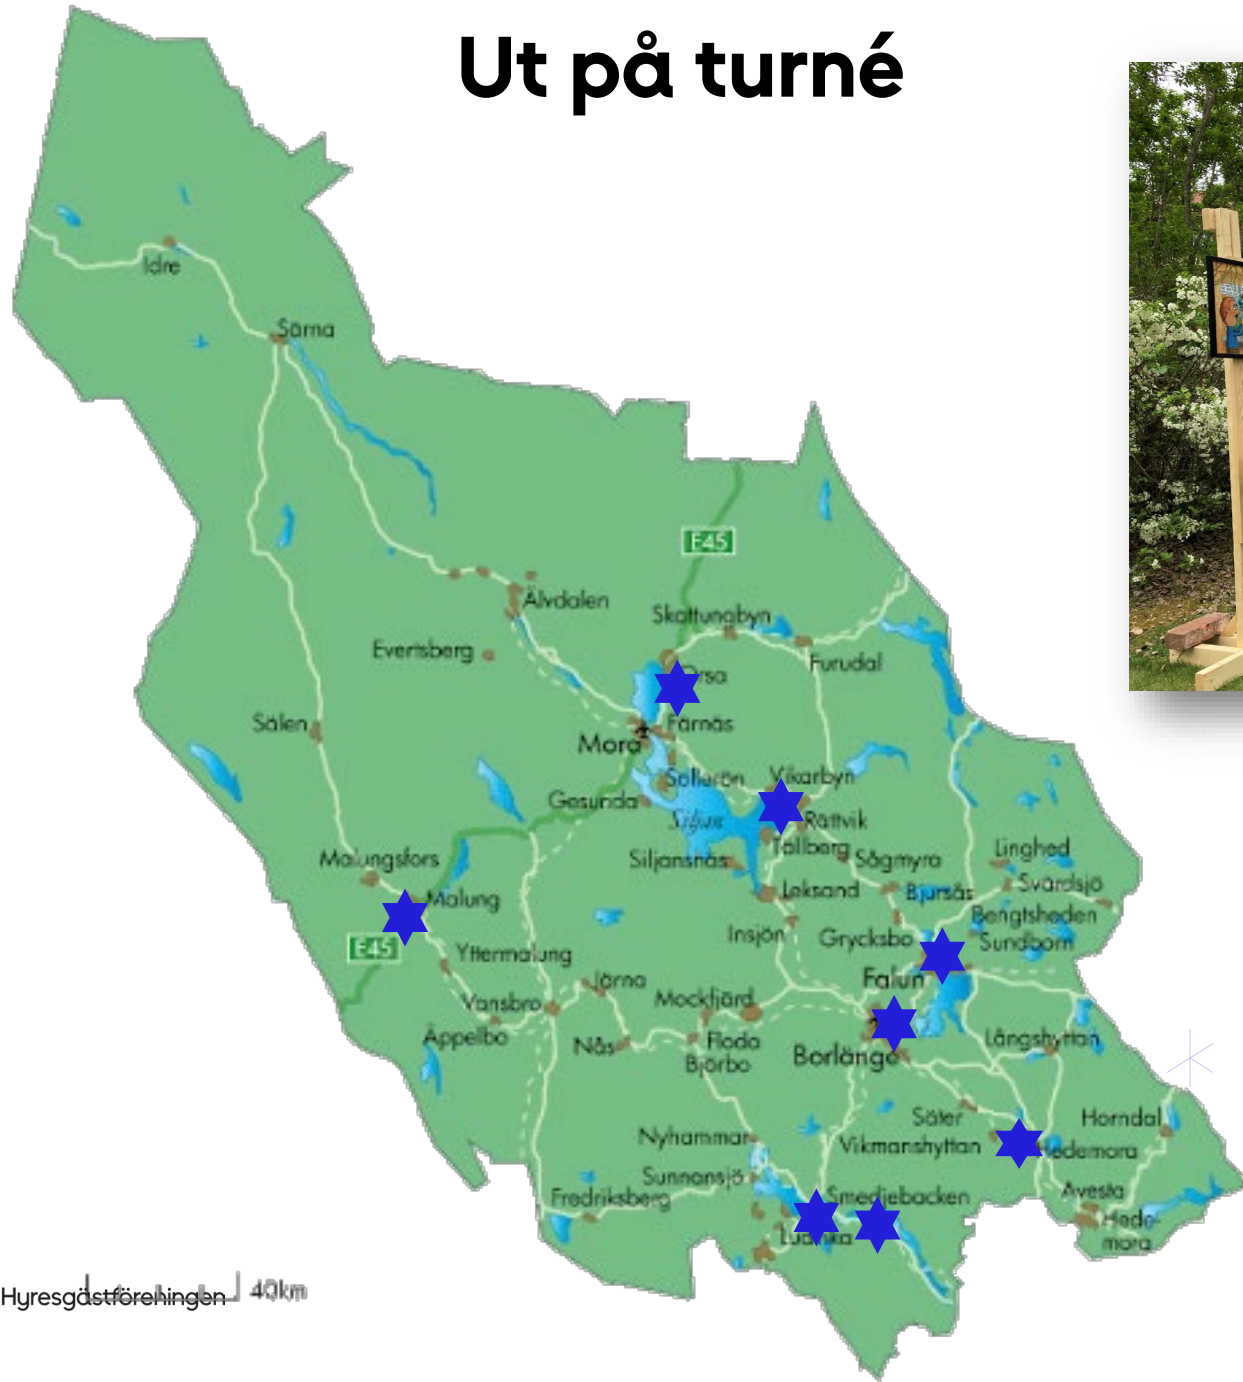 Ut på turné
Idre
Särna
E45
Älvdalen
Skattungbyn
Evertsberg
Furudal
Orsa
Sälen
Färnäs
Mora
Sollerön
Vikarbyn
Gesunda
Siljan
Rättvik
Tällberg
Linghed
Malungsfors
Siljansnäs
Sågmyra
Svärdsjö
Leksand
Bjursås
Malung
Bengtsheden
Insjön
Grycksbo
Sundborn
E45
Yttermalung
Falun
Järna
Mockfjärd
Vansbro
Äppelbo
Nås
Floda
Långshyttan
Björbo
Borlänge
Säter
Horndal
Nyhammar
Vikmanshyttan
Hedemora
Sunnansjö
Avesta
Fredriksberg
Smedjebacken
Hede-
mora
Ludvika
Hyresgästföreningen
40km